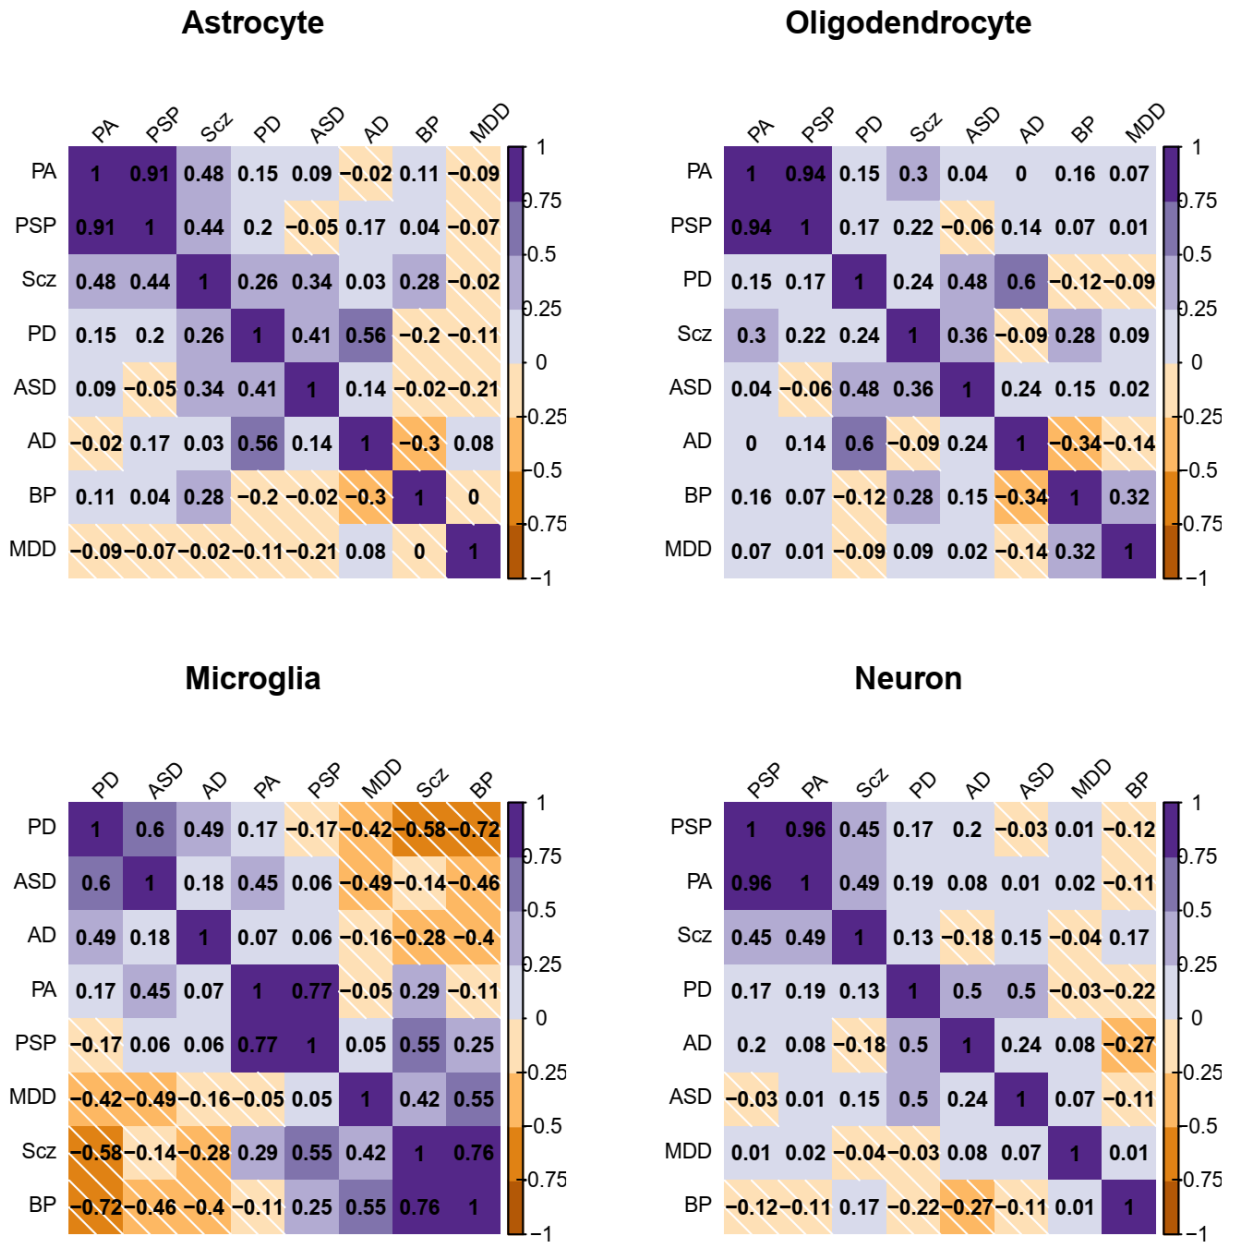 Astrocyte
PA PSP Scz PD ASD AD BP MDD
PA 1 0.91 0.48 0.15 0.09 −0.02 0.11 −0.09
PSP 0.91 1 0.44 0.2 −0.05 0.17 0.04 −0.07
Scz 0.48 0.44 1 0.26 0.34 0.03 0.28 −0.02
PD 0.15 0.2 0.26 1 0.41 0.56 −0.2 −0.11
ASD 0.09 −0.05 0.34 0.41 1 0.14 −0.02 −0.21
AD −0.02 0.17 0.03 0.56 0.14 1 −0.3 0.08
BP 0.11 0.04 0.28 −0.2 −0.02 −0.3 1 0
MDD −0.09 −0.07 −0.02 −0.11 −0.21 0.08 0 1
1
0.75
0.5
0.25
0
−0.25
−0.5
−0.75
−1
Oligodendrocyte
PA PSP PD Scz ASD AD BP MDD
PA 1 0.94 0.15 0.3 0.04 0 0.16 0.07
PSP 0.94 1 0.17 0.22 −0.06 0.14 0.07 0.01
PD 0.15 0.17 1 0.24 0.48 0.6 −0.12 −0.09
Scz 0.3 0.22 0.24 1 0.36 −0.09 0.28 0.09
ASD 0.04 −0.06 0.48 0.36 1 0.24 0.15 0.02
AD 0 0.14 0.6 −0.09 0.24 1 −0.34 −0.14
BP 0.16 0.07 −0.12 0.28 0.15 −0.34 1 0.32
MDD 0.07 0.01 −0.09 0.09 0.02 −0.14 0.32 1
1
0.75
0.5
0.25
0
−0.25
−0.5
−0.75
−1
Microglia
PD ASD AD PA PSP MDD Scz BP
PD 1 0.6 0.49 0.17 −0.17 −0.42 −0.58 −0.72
ASD 0.6 1 0.18 0.45 0.06 −0.49 −0.14 −0.46
AD 0.49 0.18 1 0.07 0.06 −0.16 −0.28 −0.4
PA 0.17 0.45 0.07 1 0.77 −0.05 0.29 −0.11
PSP −0.17 0.06 0.06 0.77 1 0.05 0.55 0.25
MDD −0.42 −0.49 −0.16 −0.05 0.05 1 0.42 0.55
Scz −0.58 −0.14 −0.28 0.29 0.55 0.42 1 0.76
BP −0.72 −0.46 −0.4 −0.11 0.25 0.55 0.76 1
1
0.75
0.5
0.25
0
−0.25
−0.5
−0.75
−1
Neuron
PSP PA Scz PD AD ASD MDD BP
PSP 1 0.96 0.45 0.17 0.2 −0.03 0.01 −0.12
PA 0.96 1 0.49 0.19 0.08 0.01 0.02 −0.11
Scz 0.45 0.49 1 0.13 −0.18 0.15 −0.04 0.17
PD 0.17 0.19 0.13 1 0.5 0.5 −0.03 −0.22
AD 0.2 0.08 −0.18 0.5 1 0.24 0.08 −0.27
ASD −0.03 0.01 0.15 0.5 0.24 1 0.07 −0.11
MDD 0.01 0.02 −0.04 −0.03 0.08 0.07 1 0.01
BP −0.12 −0.11 0.17 −0.22 −0.27 −0.11 0.01 1
1
0.75
0.5
0.25
0
−0.25
−0.5
−0.75
−1